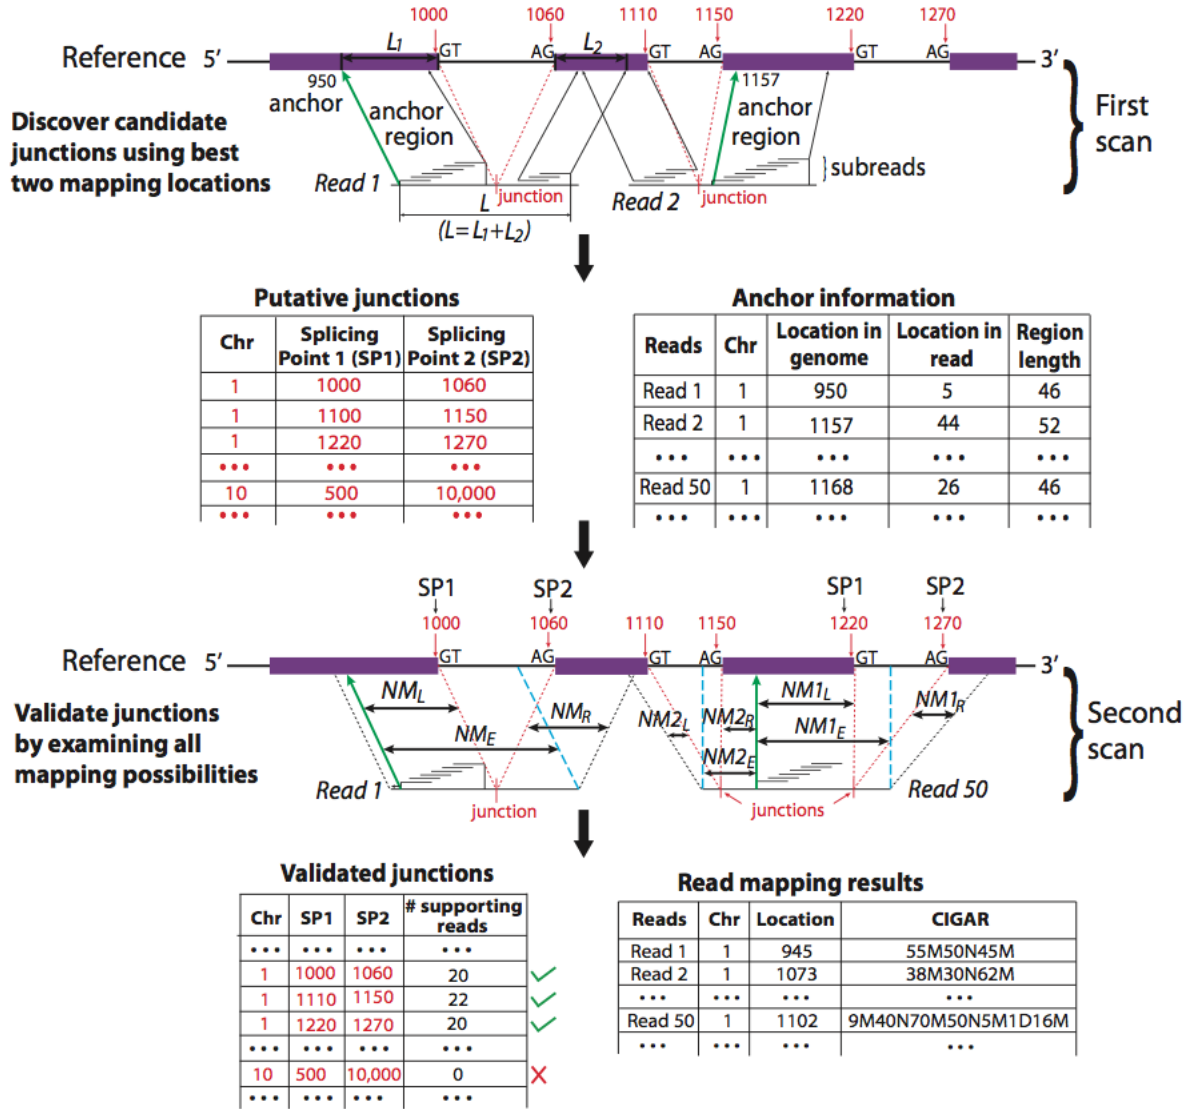 1000 1060 1110 1150 1220 1270
Reference 5' L1 GT AG L2 GT AG GT AG 3'
950 1157
anchor anchor region anchor region
First scan
Discover candidate
junctions using best
two mapping locations
Read 1 junction Read 2 junction subreads
L
(L=L1+L2)
Putative junctions
Chr Splicing Point 1 (SP1) Splicing Point 2 (SP2)
1 1000 1060
1 1100 1150
1 1220 1270
••• ••• •••
10 500 10,000
••• ••• •••
Anchor information
Reads Chr Location in genome Location in read Region length
Read 1 1 950 5 46
Read 2 1 1157 44 52
••• ••• ••• ••• •••
Read 50 1 1168 26 46
••• ••• ••• ••• •••
SP1 SP2 SP1 SP2
1000 1060 1110 1150 1220 1270
Reference 5' GT AG GT AG GT AG 3'
NML NMR NM2L NM2R NM1L NM1R
NME NM2E NM1E
Second scan
Validate junctions
by examining all
mapping possibilities
Read 1 junction junctions Read 50
Validated junctions
Chr SP1 SP2 # supporting reads
••• ••• ••• •••
1 1000 1060 20 ✓
1 1110 1150 22 ✓
1 1220 1270 20 ✓
••• ••• ••• •••
10 500 10,000 0 X
••• ••• ••• •••
Read mapping results
Reads Chr Location CIGAR
Read 1 1 945 55M50N45M
Read 2 1 1073 38M30N62M
••• ••• ••• •••
Read 50 1 1102 9M40N70M50N5M1D16M
••• ••• ••• •••